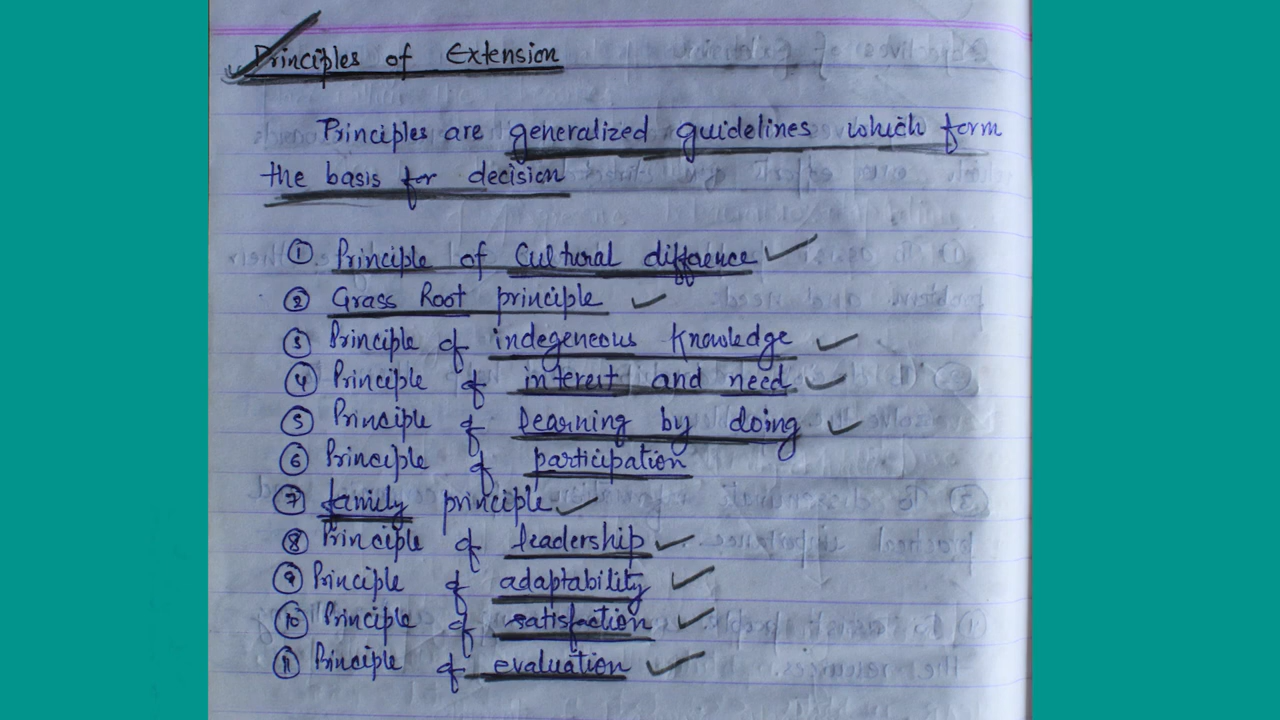 Principles of Extension
Principles are generalized guidelines which form
the basis for decision
① Principle of Cultural diffrence
② Grass Root principle
③ Principle of indegeneous knowledge
④ Principle of interest and need
⑤ Principle of Learning by doing
⑥ Principle of participation
⑦ family principle
⑧ Principle of leadership
⑨ Principle of adaptability
⑩ Principle of satisfaction
⑪ Principle of evaluation